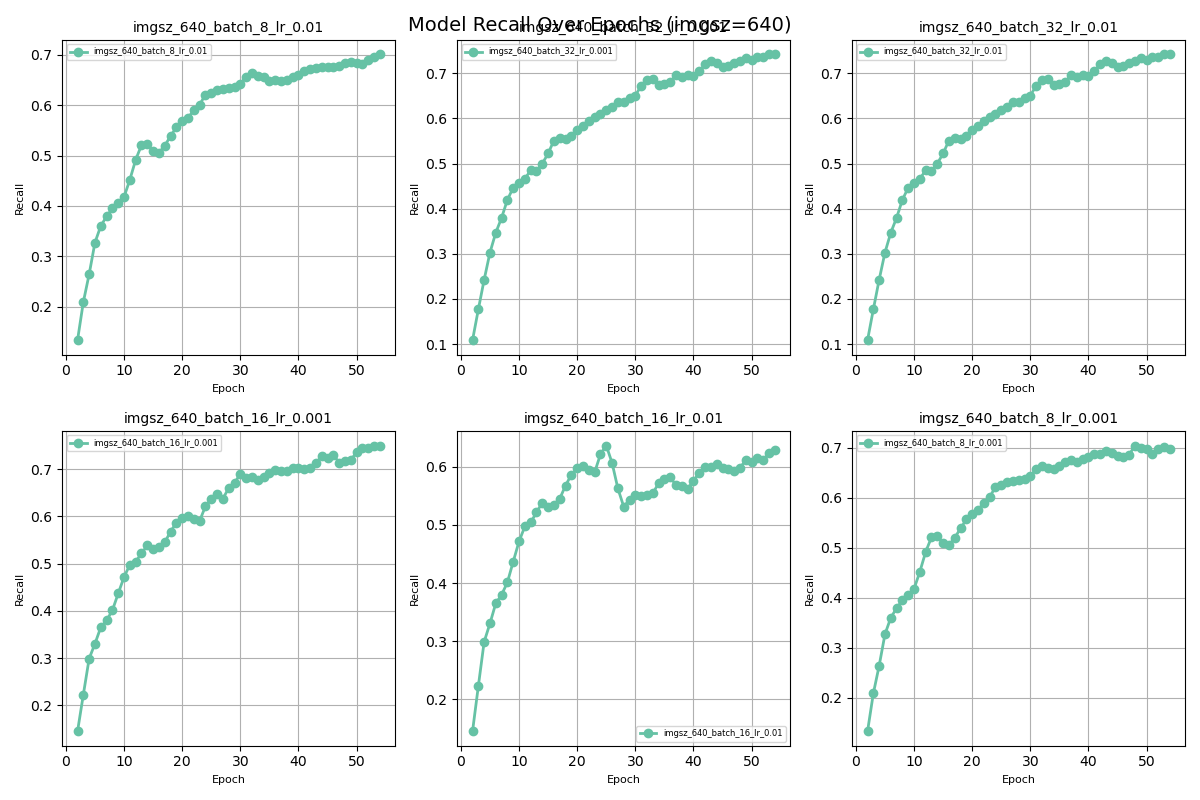 Model Recall Over Epochs (imgsz=640)
imgsz_640_batch_8_lr_0.01
imgsz_640_batch_8_lr_0.01
Recall
0.7
0.6
0.5
0.4
0.3
0.2
0 10 20 30 40 50
Epoch
imgsz_640_batch_32_lr_0.001
imgsz_640_batch_32_lr_0.001
Recall
0.7
0.6
0.5
0.4
0.3
0.2
0.1
0 10 20 30 40 50
Epoch
imgsz_640_batch_32_lr_0.01
imgsz_640_batch_32_lr_0.01
Recall
0.7
0.6
0.5
0.4
0.3
0.2
0.1
0 10 20 30 40 50
Epoch
imgsz_640_batch_16_lr_0.001
imgsz_640_batch_16_lr_0.001
Recall
0.7
0.6
0.5
0.4
0.3
0.2
0 10 20 30 40 50
Epoch
imgsz_640_batch_16_lr_0.01
Recall
0.6
0.5
0.4
0.3
0.2
imgsz_640_batch_16_lr_0.01
0 10 20 30 40 50
Epoch
imgsz_640_batch_8_lr_0.001
imgsz_640_batch_8_lr_0.001
Recall
0.7
0.6
0.5
0.4
0.3
0.2
0 10 20 30 40 50
Epoch